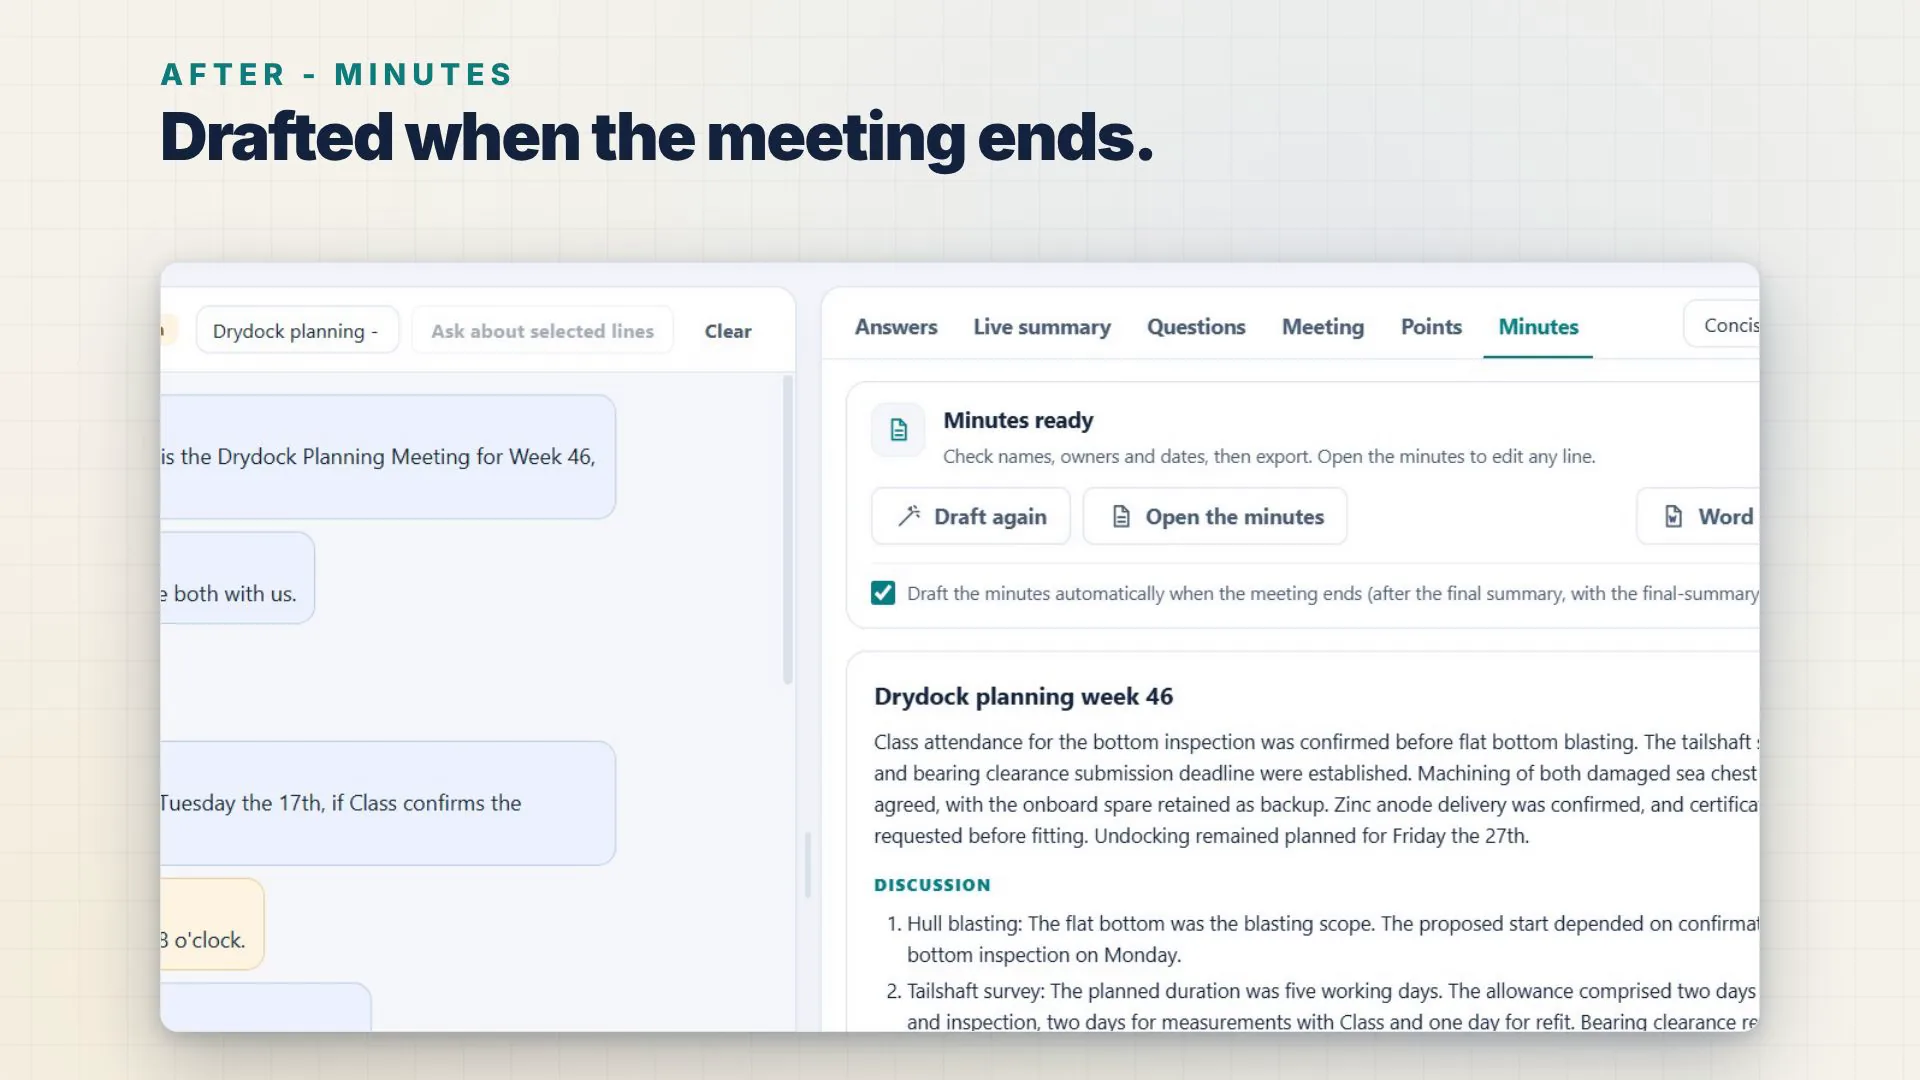 AFTER - MINUTES
Drafted when the meeting ends.
Drydock planning -
Ask about selected lines
Clear
is the Drydock Planning Meeting for Week 46,
both with us.
Tuesday the 17th, if Class confirms the
o'clock.
Answers
Live summary
Questions
Meeting
Points
Minutes
Concis
Minutes ready
Check names, owners and dates, then export. Open the minutes to edit any line.
Draft again
Open the minutes
Word
Draft the minutes automatically when the meeting ends (after the final summary, with the final-summary
Drydock planning week 46
Class attendance for the bottom inspection was confirmed before flat bottom blasting. The tailshaft
and bearing clearance submission deadline were established. Machining of both damaged sea chest
agreed, with the onboard spare retained as backup. Zinc anode delivery was confirmed, and certifica
requested before fitting. Undocking remained planned for Friday the 27th.
DISCUSSION
1. Hull blasting: The flat bottom was the blasting scope. The proposed start depended on confirmat
bottom inspection on Monday.
2. Tailshaft survey: The planned duration was five working days. The allowance comprised two days
and inspection, two days for measurements with Class and one day for refit. Bearing clearance re